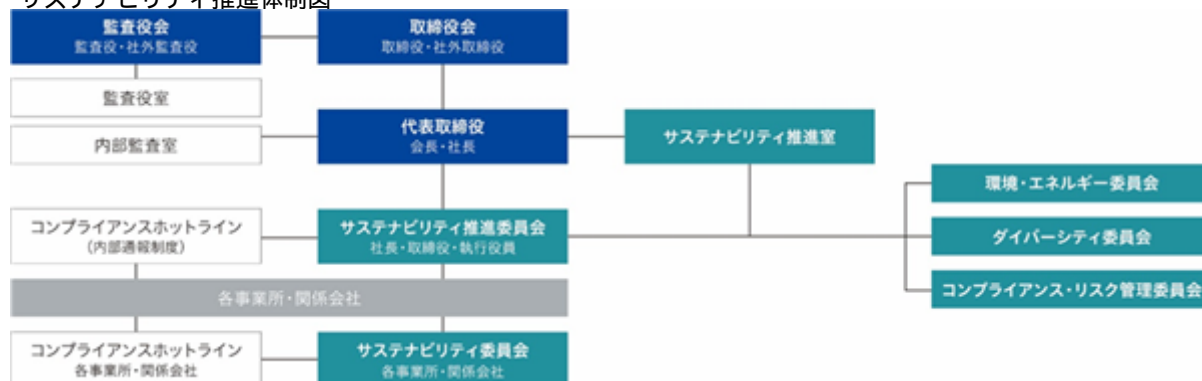 サステナビリティ推進体制図
監査役会
監査役・社外監査役
取締役会
取締役・社外取締役
監査役室
内部監査室
代表取締役
会長・社長
サステナビリティ推進室
環境・エネルギー委員会
ダイバーシティ委員会
コンプライアンス・リスク管理委員会
コンプライアンスホットライン
（内部通報制度）
サステナビリティ推進委員会
社長・取締役・執行役員
各事業所・関係会社
コンプライアンスホットライン
各事業所・関係会社
サステナビリティ委員会
各事業所・関係会社